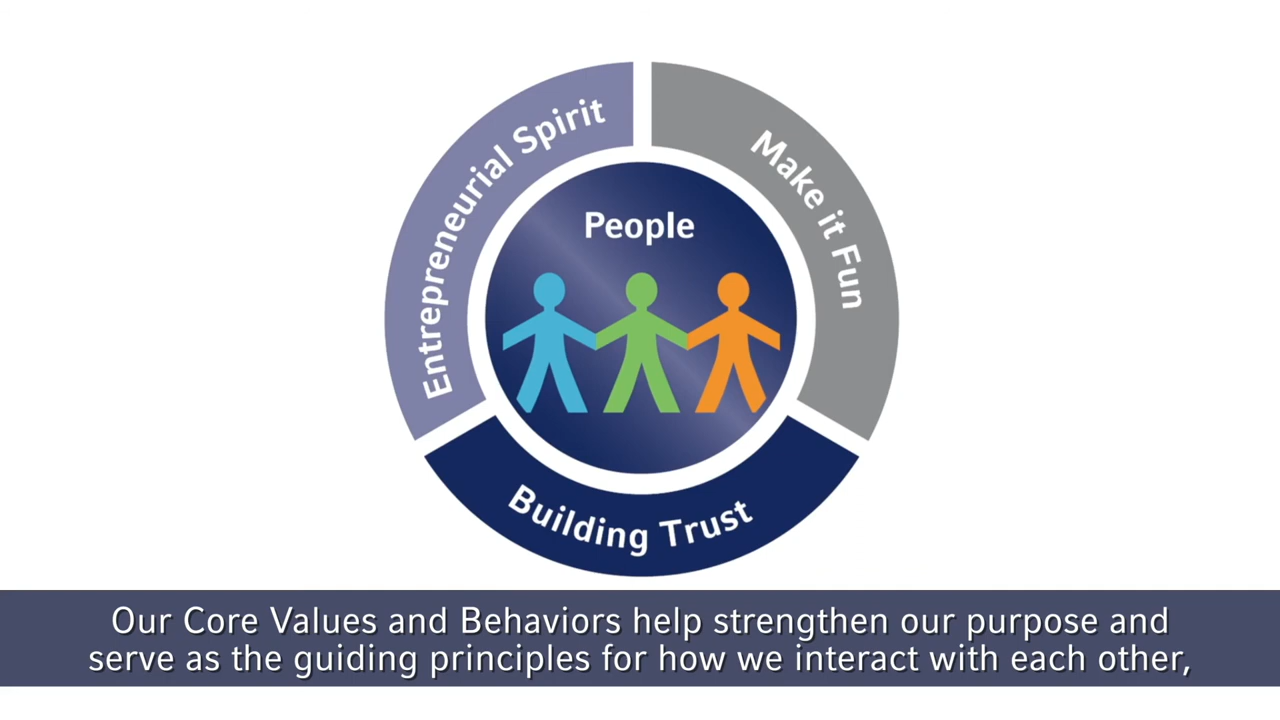 Entrepreneurial Spirit
Make it Fun
People
Building Trust
Our Core Values and Behaviors help strengthen our purpose and
serve as the guiding principles for how we interact with each other,